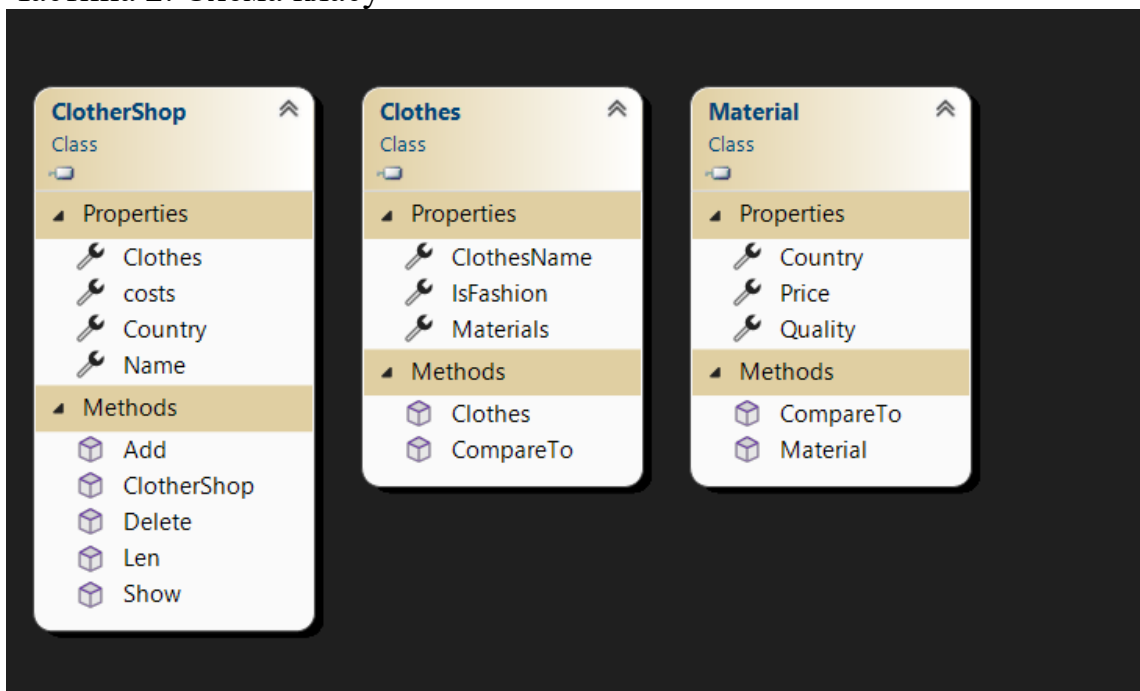 ClotherShop
Class
Properties
Clothes
costs
Country
Name
Methods
Add
ClotherShop
Delete
Len
Show
Clothes
Class
Properties
ClothesName
IsFashion
Materials
Methods
Clothes
CompareTo
Material
Class
Properties
Country
Price
Quality
Methods
CompareTo
Material